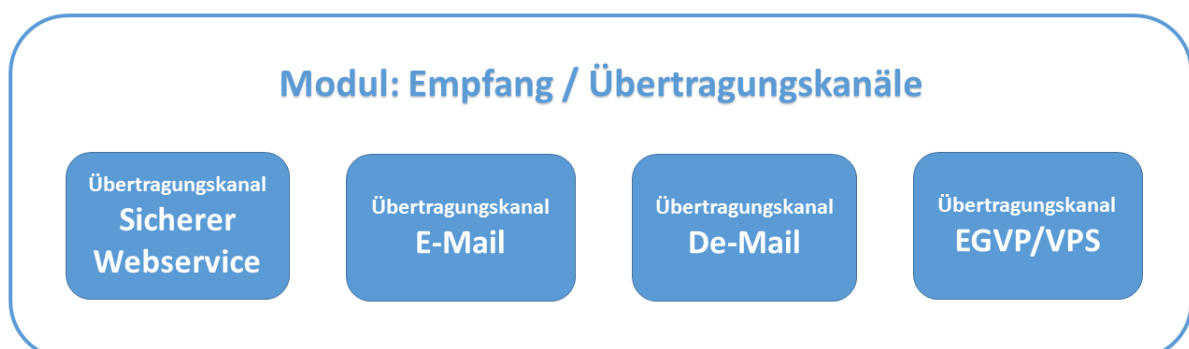 Modul: Empfang / Übertragungskanäle
Übertragungskanal
Sicherer
Webservice
Übertragungskanal
E-Mail
Übertragungskanal
De-Mail
Übertragungskanal
EGVP/VPS